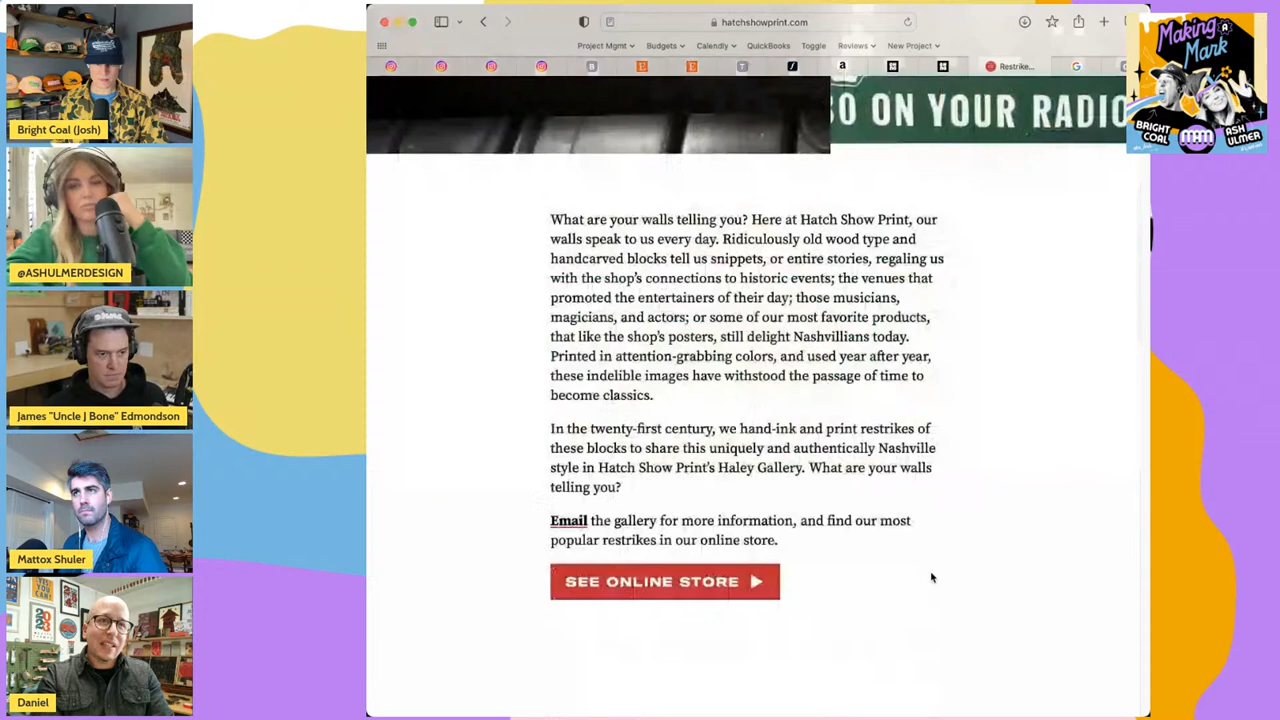 Bright Coal (Josh)
@ASHULMERDESIGN
James "Uncle J Bone" Edmondson
Mattox Shuler
Daniel
hatchshowprint.com
Project Mgmt
Budgets
Calendly
QuickBooks
Toggle
Reviews
New Project
Restrike...
O ON YOUR RADIO
What are your walls telling you? Here at Hatch Show Print, our
walls speak to us every day. Ridiculously old wood type and
handcarved blocks tell us snippets, or entire stories, regaling us
with the shop's connections to historic events; the venues that
promoted the entertainers of their day; those musicians,
magicians, and actors; or some of our most favorite products,
that like the shop's posters, still delight Nashvillians today.
Printed in attention-grabbing colors, and used year after year,
these indelible images have withstood the passage of time to
become classics.
In the twenty-first century, we hand-ink and print restrikes of
these blocks to share this uniquely and authentically Nashville
style in Hatch Show Print's Haley Gallery. What are your walls
telling you?
Email the gallery for more information, and find our most
popular restrikes in our online store.
SEE ONLINE STORE
Making
A
Mark
BRIGHT
COAL
MAM
ASH
ULMER